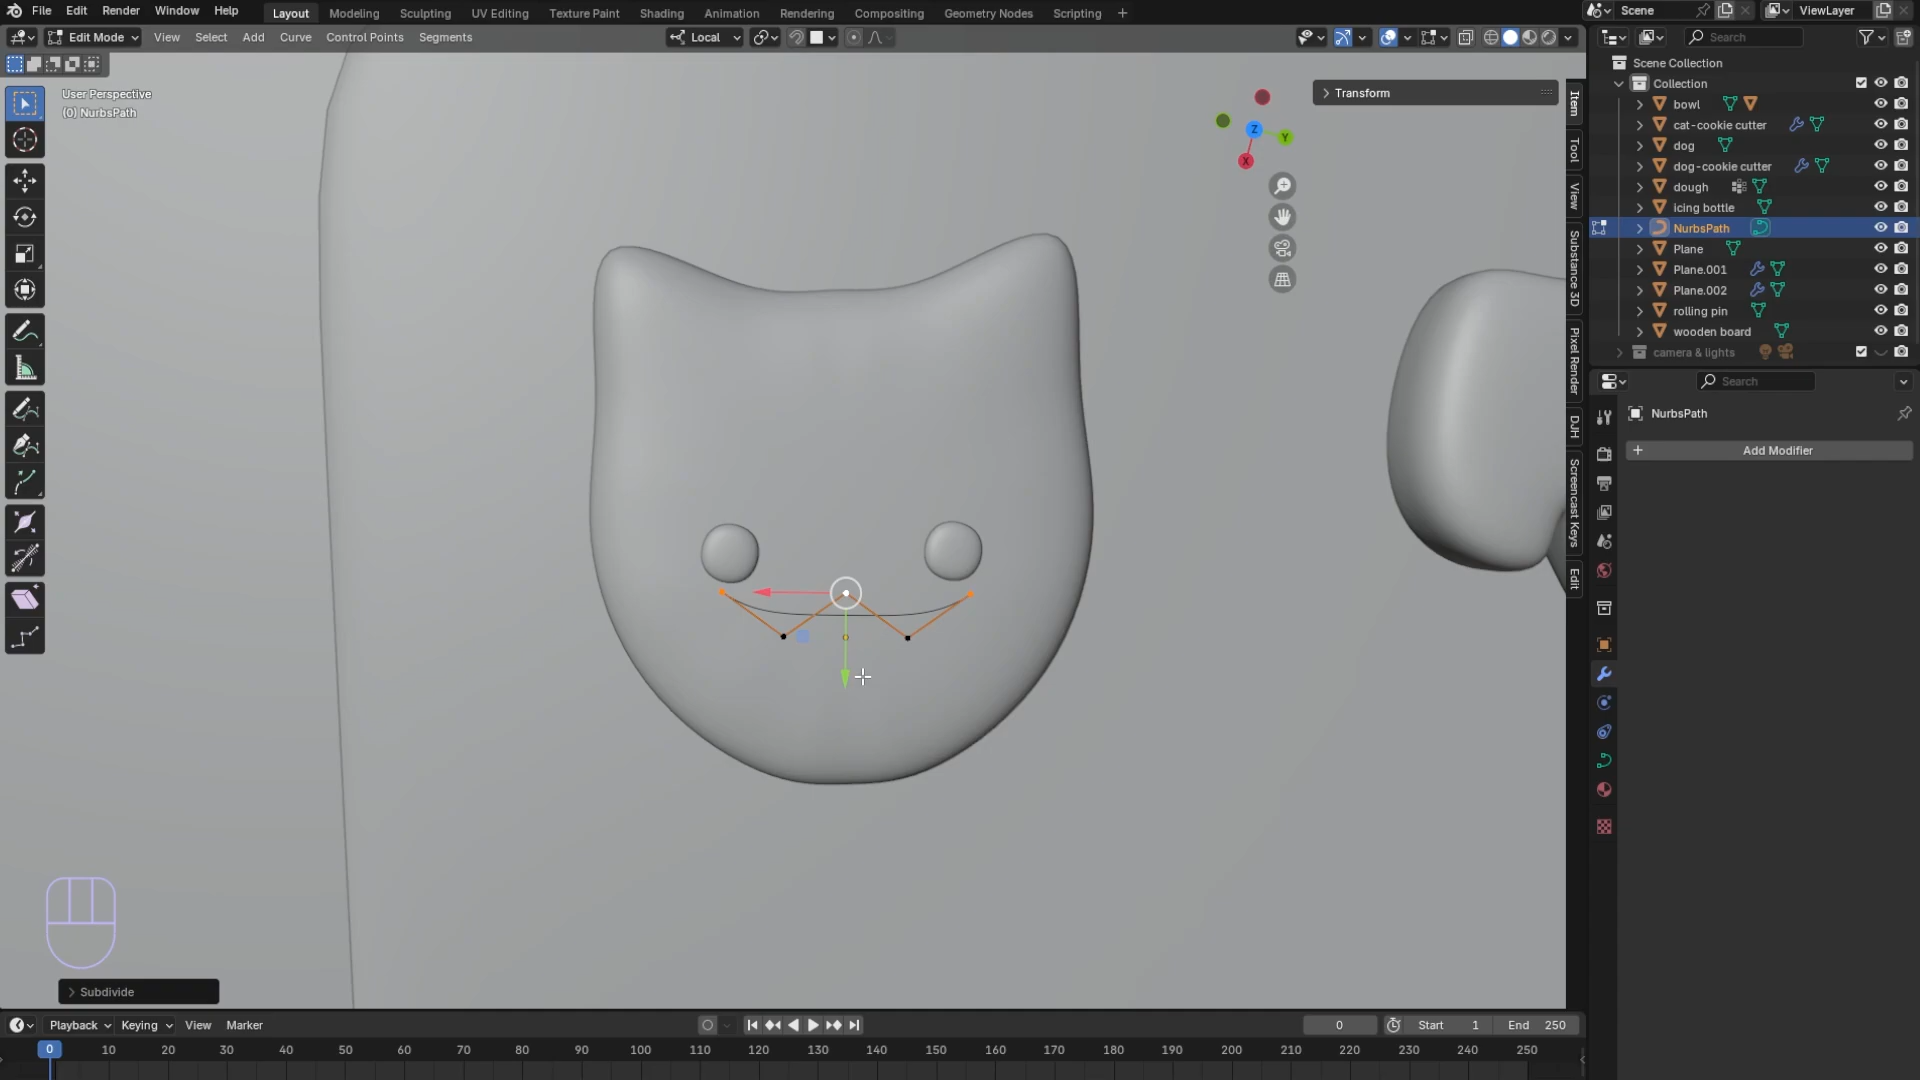 File Edit Render Window Help
Layout Modeling Sculpting UV Editing Texture Paint Shading Animation Rendering Compositing Geometry Nodes Scripting +
Scene
ViewLayer
Edit Mode View Select Add Curve Control Points Segments
Local
Search
User Perspective
(0) NurbsPath
Transform
Z
Y
X
Item
Tool
View
Substance 3D
Pixel Render
DJH
Screencast Keys
Edit
Scene Collection
Collection
bowl
cat-cookie cutter
dog
dog-cookie cutter
dough
icing bottle
NurbsPath
Plane
Plane.001
Plane.002
rolling pin
wooden board
camera & lights
Search
NurbsPath
+ Add Modifier
Subdivide
Playback Keying View Marker
0
Start 1
End 250
0 10 20 30 40 50 60 70 80 90 100 110 120 130 140 150 160 170 180 190 200 210 220 230 240 250